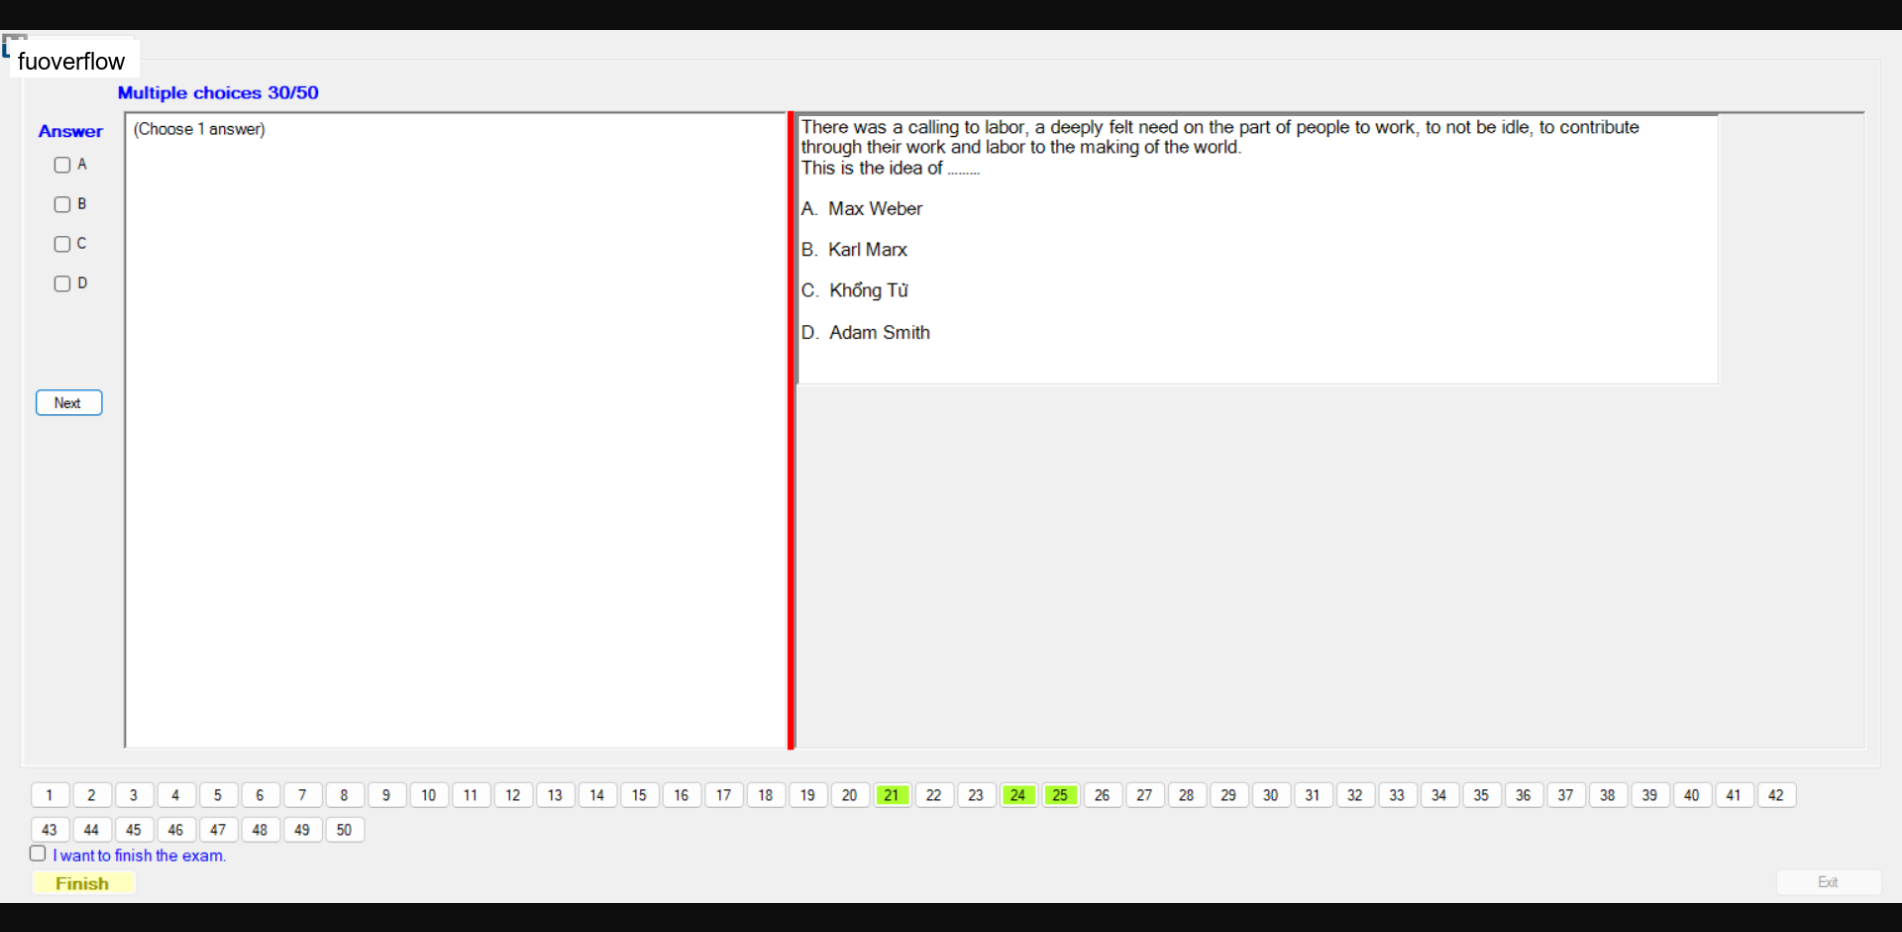 fuoverflow
Multiple choices 30/50
Answer
A
B
C
D
Next
(Choose 1 answer)
There was a calling to labor, a deeply felt need on the part of people to work, to not be idle, to contribute
through their work and labor to the making of the world.
This is the idea of .........
A. Max Weber
B. Karl Marx
C. Khổng Tử
D. Adam Smith
1 2 3 4 5 6 7 8 9 10 11 12 13 14 15 16 17 18 19 20 21 22 23 24 25 26 27 28 29 30 31 32 33 34 35 36 37 38 39 40 41 42
43 44 45 46 47 48 49 50
I want to finish the exam.
Finish
Exit